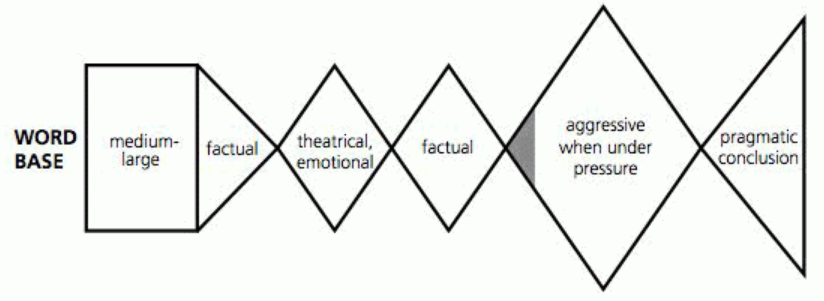 WORD
BASE
medium-
large
factual
theatrical,
emotional
factual
aggressive
when under
pressure
pragmatic
conclusion